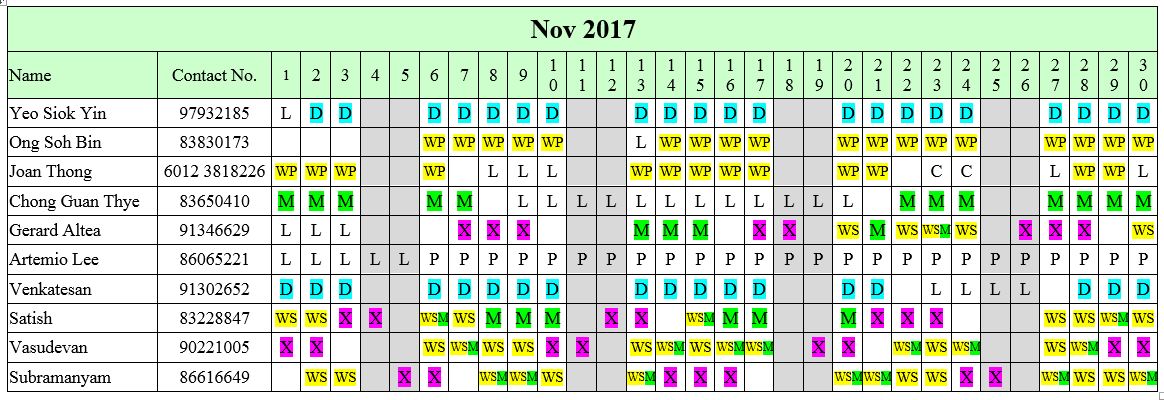 Nov 2017
Name Contact No. 1 2 3 4 5 6 7 8 9 10 11 12 13 14 15 16 17 18 19 20 21 22 23 24 25 26 27 28 29 30
Yeo Siok Yin 97932185 L D D D D D D D D D D D D D D D D D D D D D
Ong Soh Bin 83830173 WP WP WP WP WP L WP WP WP WP WP WP WP WP WP WP WP WP WP
Joan Thong 6012 3818226 WP WP WP WP L L L WP WP WP WP WP WP WP C C L WP WP L
Chong Guan Thye 83650410 M M M M M L L L L L L L L L L L L M M M M M M M
Gerard Altea 91346629 L L L X X X M M M X X WS M WS WSM WS X X X WS
Artemio Lee 86065221 L L L L L P P P P P P P P P P P P P P P P P P P P P P P P P
Venkatesan 91302652 D D D D D D D D D D D D D D D L L L L D D D
Satish 83228847 WS WS X X WSM WS M M M X X WSM M M M X X X WS WS WSM WS
Vasudevan 90221005 X X WS WSM WS WS X X WS WSM WS WSM WSM X X WSM WS WSM WS WS X X
Subramanyam 86616649 WS WS X X WSM WSM WS WSM X X X WSM WSM WS WS X X WSM WS WS WSM